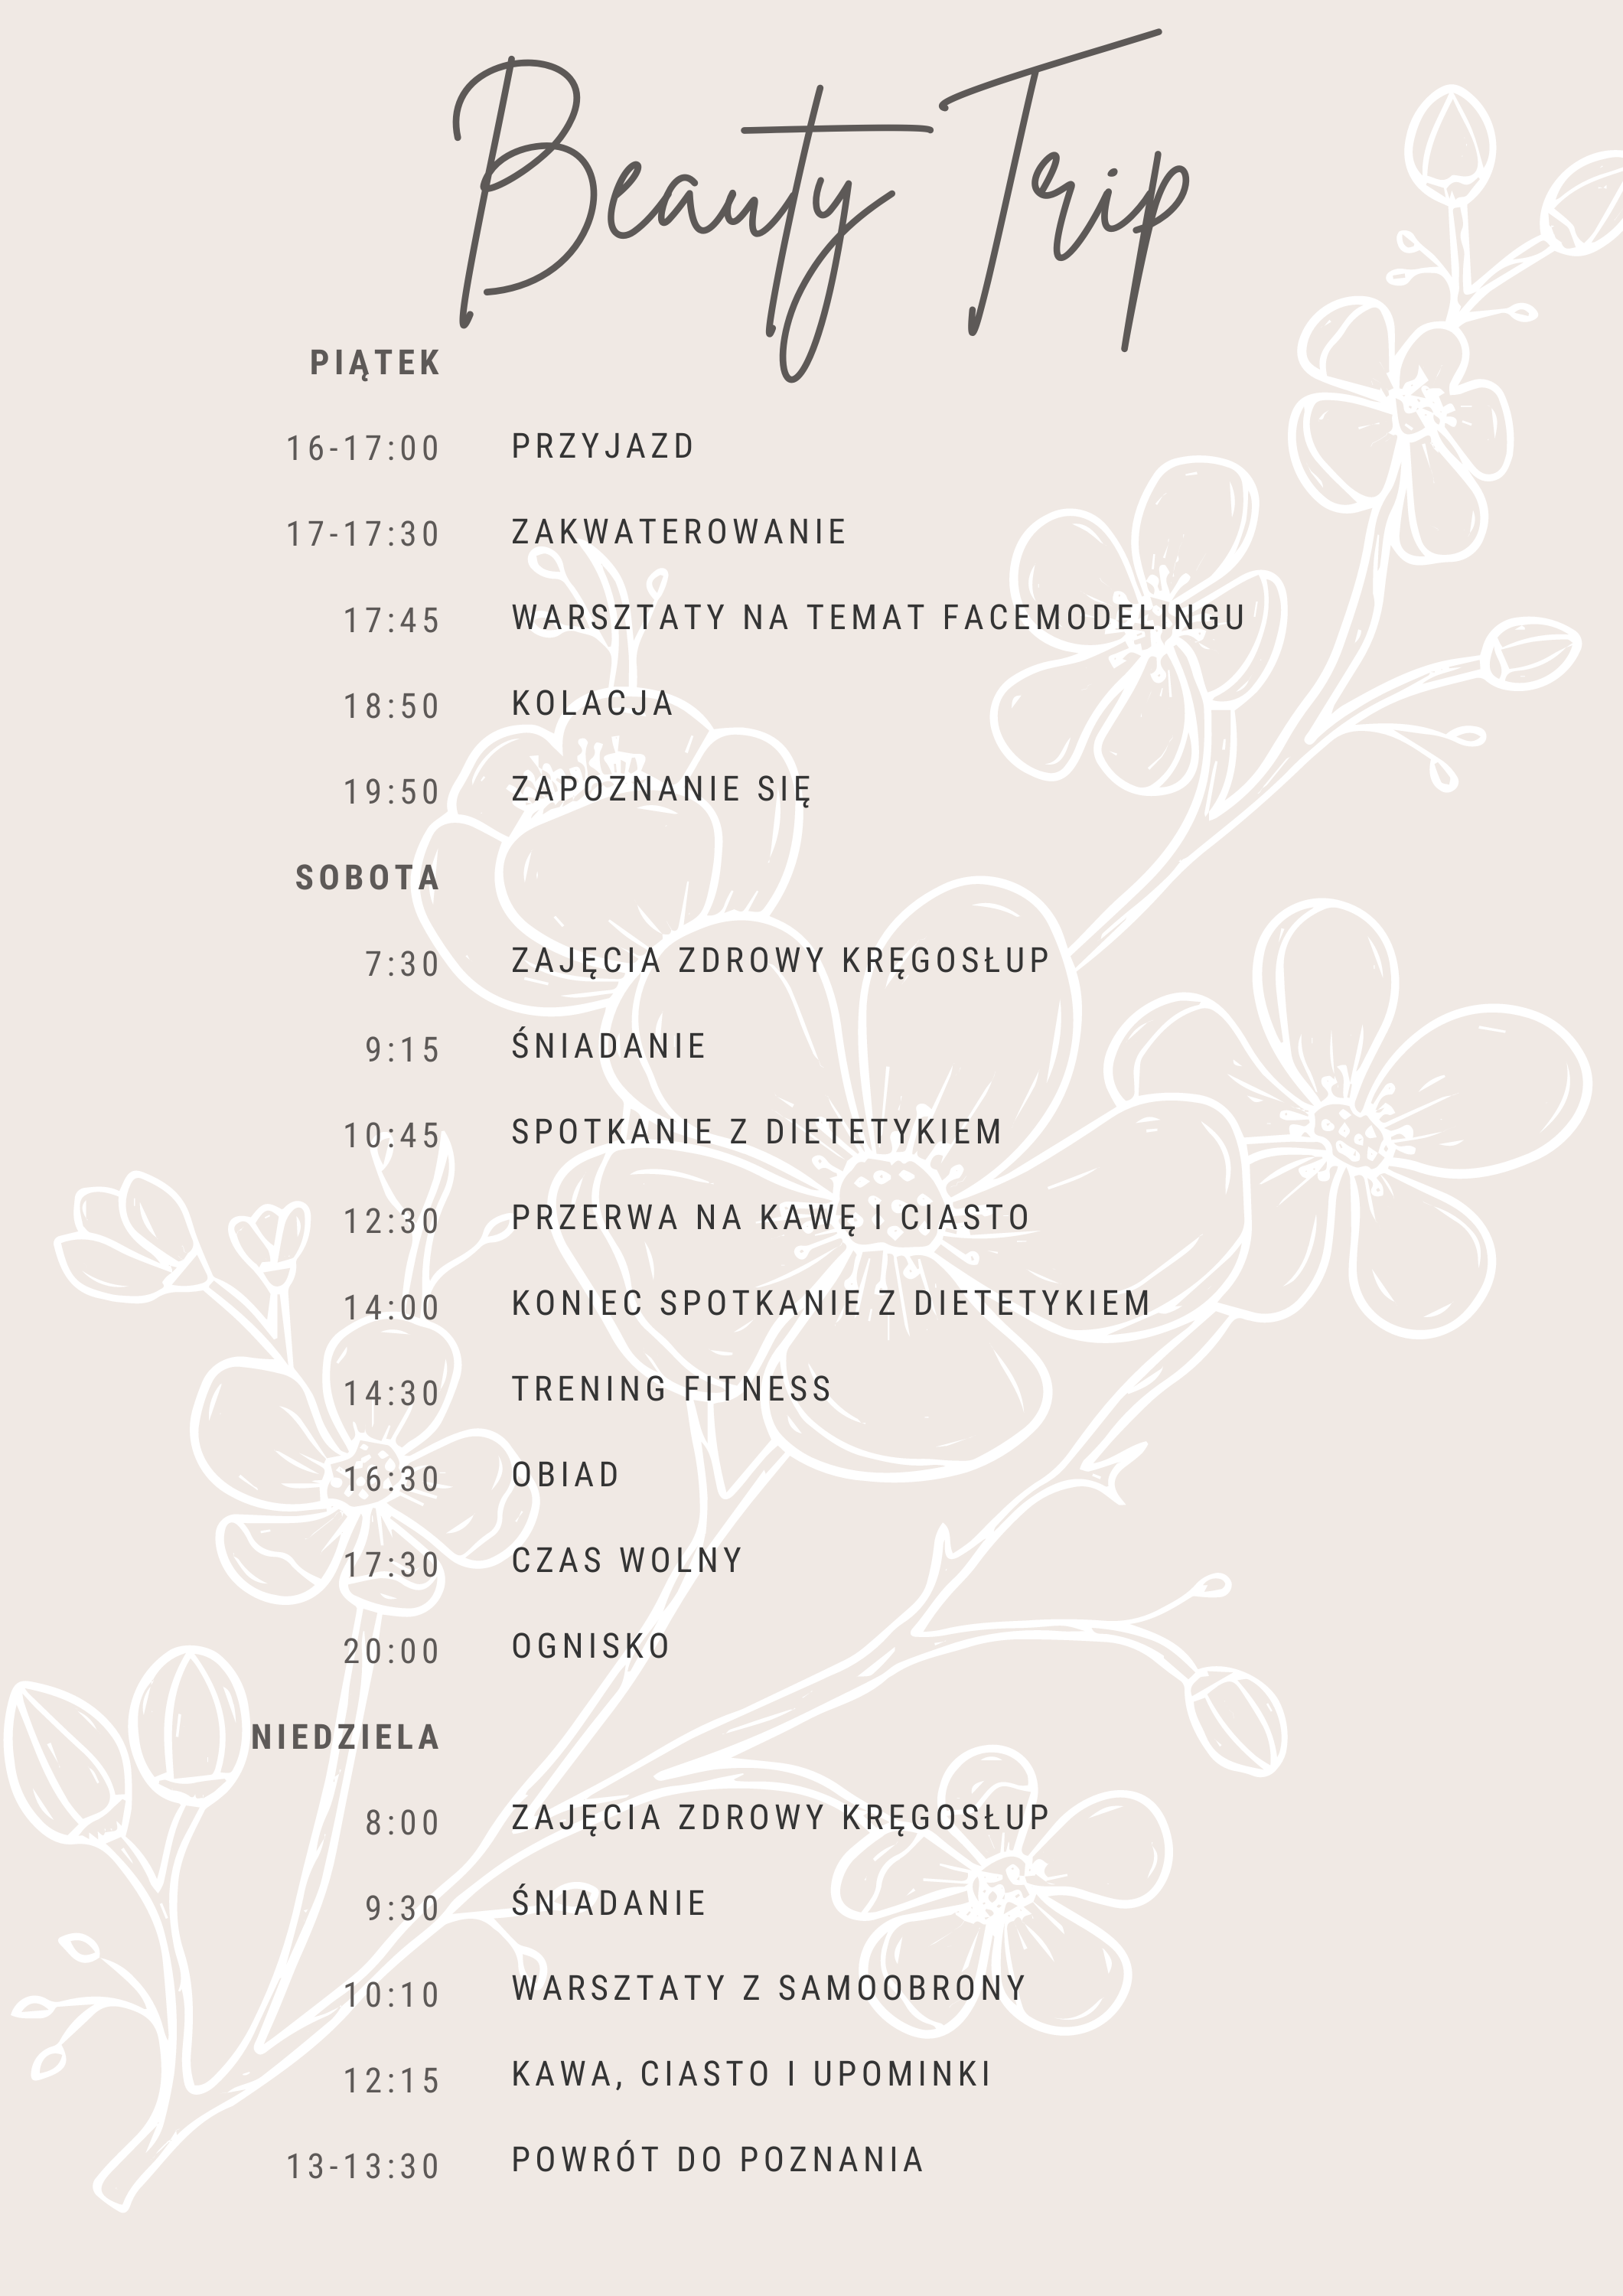 Beauty Trip
PIĄTEK
16-17:00 PRZYJAZD
17-17:30 ZAKWATEROWANIE
17:45 WARSZTATY NA TEMAT FACEMODELINGU
18:50 KOLACJA
19:50 ZAPOZNANIE SIĘ
SOBOTA
7:30 ZAJĘCIA ZDROWY KRĘGOSŁUP
9:15 ŚNIADANIE
10:45 SPOTKANIE Z DIETETYKIEM
12:30 PRZERWA NA KAWĘ I CIASTO
14:00 KONIEC SPOTKANIE Z DIETETYKIEM
14:30 TRENING FITNESS
16:30 OBIAD
17:30 CZAS WOLNY
20:00 OGNISKO
NIEDZIELA
8:00 ZAJĘCIA ZDROWY KRĘGOSŁUP
9:30 ŚNIADANIE
10:10 WARSZTATY Z SAMOOBRONY
12:15 KAWA, CIASTO I UPOMINKI
13-13:30 POWRÓT DO POZNANIA